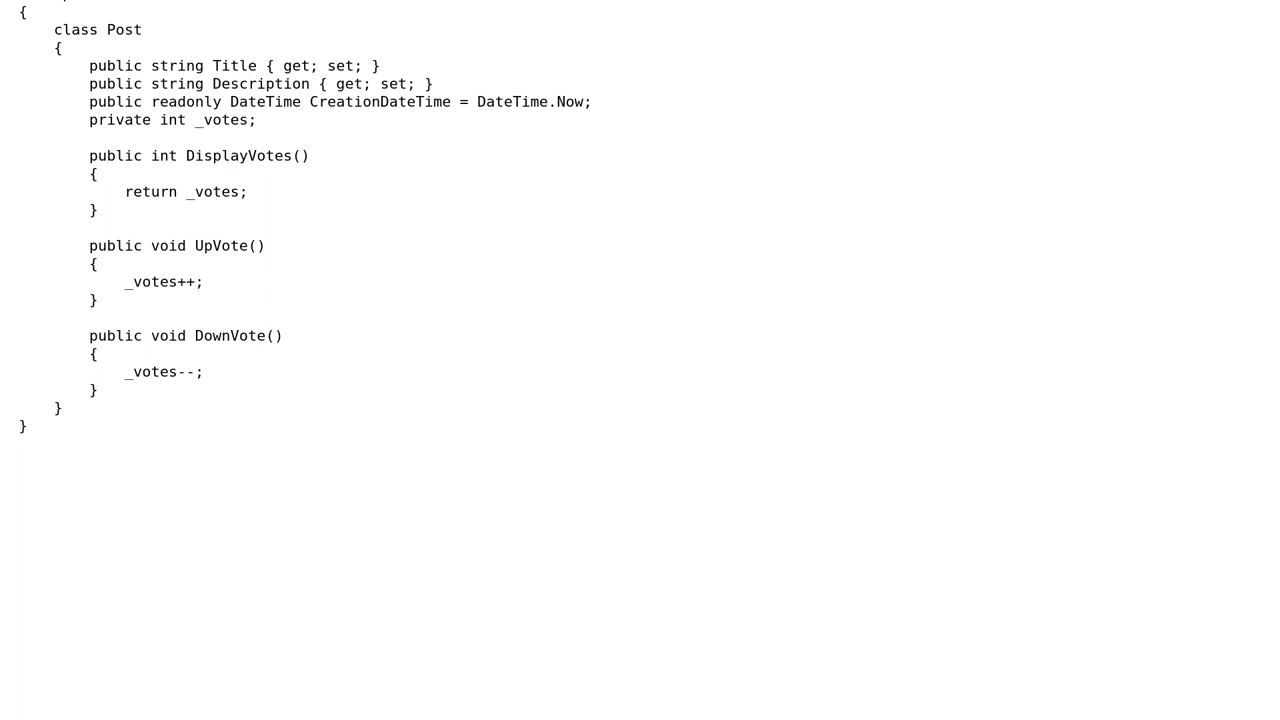 {
    class Post
    {
        public string Title { get; set; }
        public string Description { get; set; }
        public readonly DateTime CreationDateTime = DateTime.Now;
        private int _votes;

        public int DisplayVotes()
        {
            return _votes;
        }

        public void UpVote()
        {
            _votes++;
        }

        public void DownVote()
        {
            _votes--;
        }
    }
}